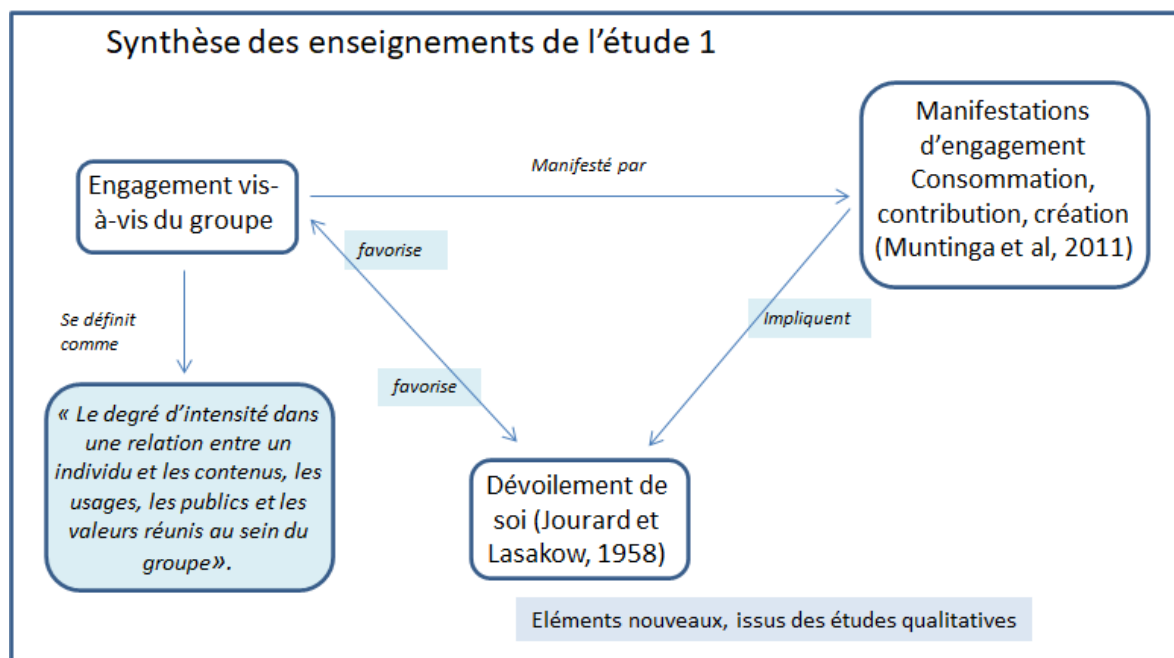 Synthèse des enseignements de l'étude 1
Manifestations
d'engagement
Consommation,
contribution, création
(Muntinga et al, 2011)
Manifesté par
Engagement vis-
à-vis du groupe
favorise
Se définit
comme
Impliquent
favorise
« Le degré d'intensité dans
une relation entre un
individu et les contenus, les
usages, les publics et les
valeurs réunis au sein du
groupe».
Dévoilement de
soi (Jourard et
Lasakow, 1958)
Eléments nouveaux, issus des études qualitatives